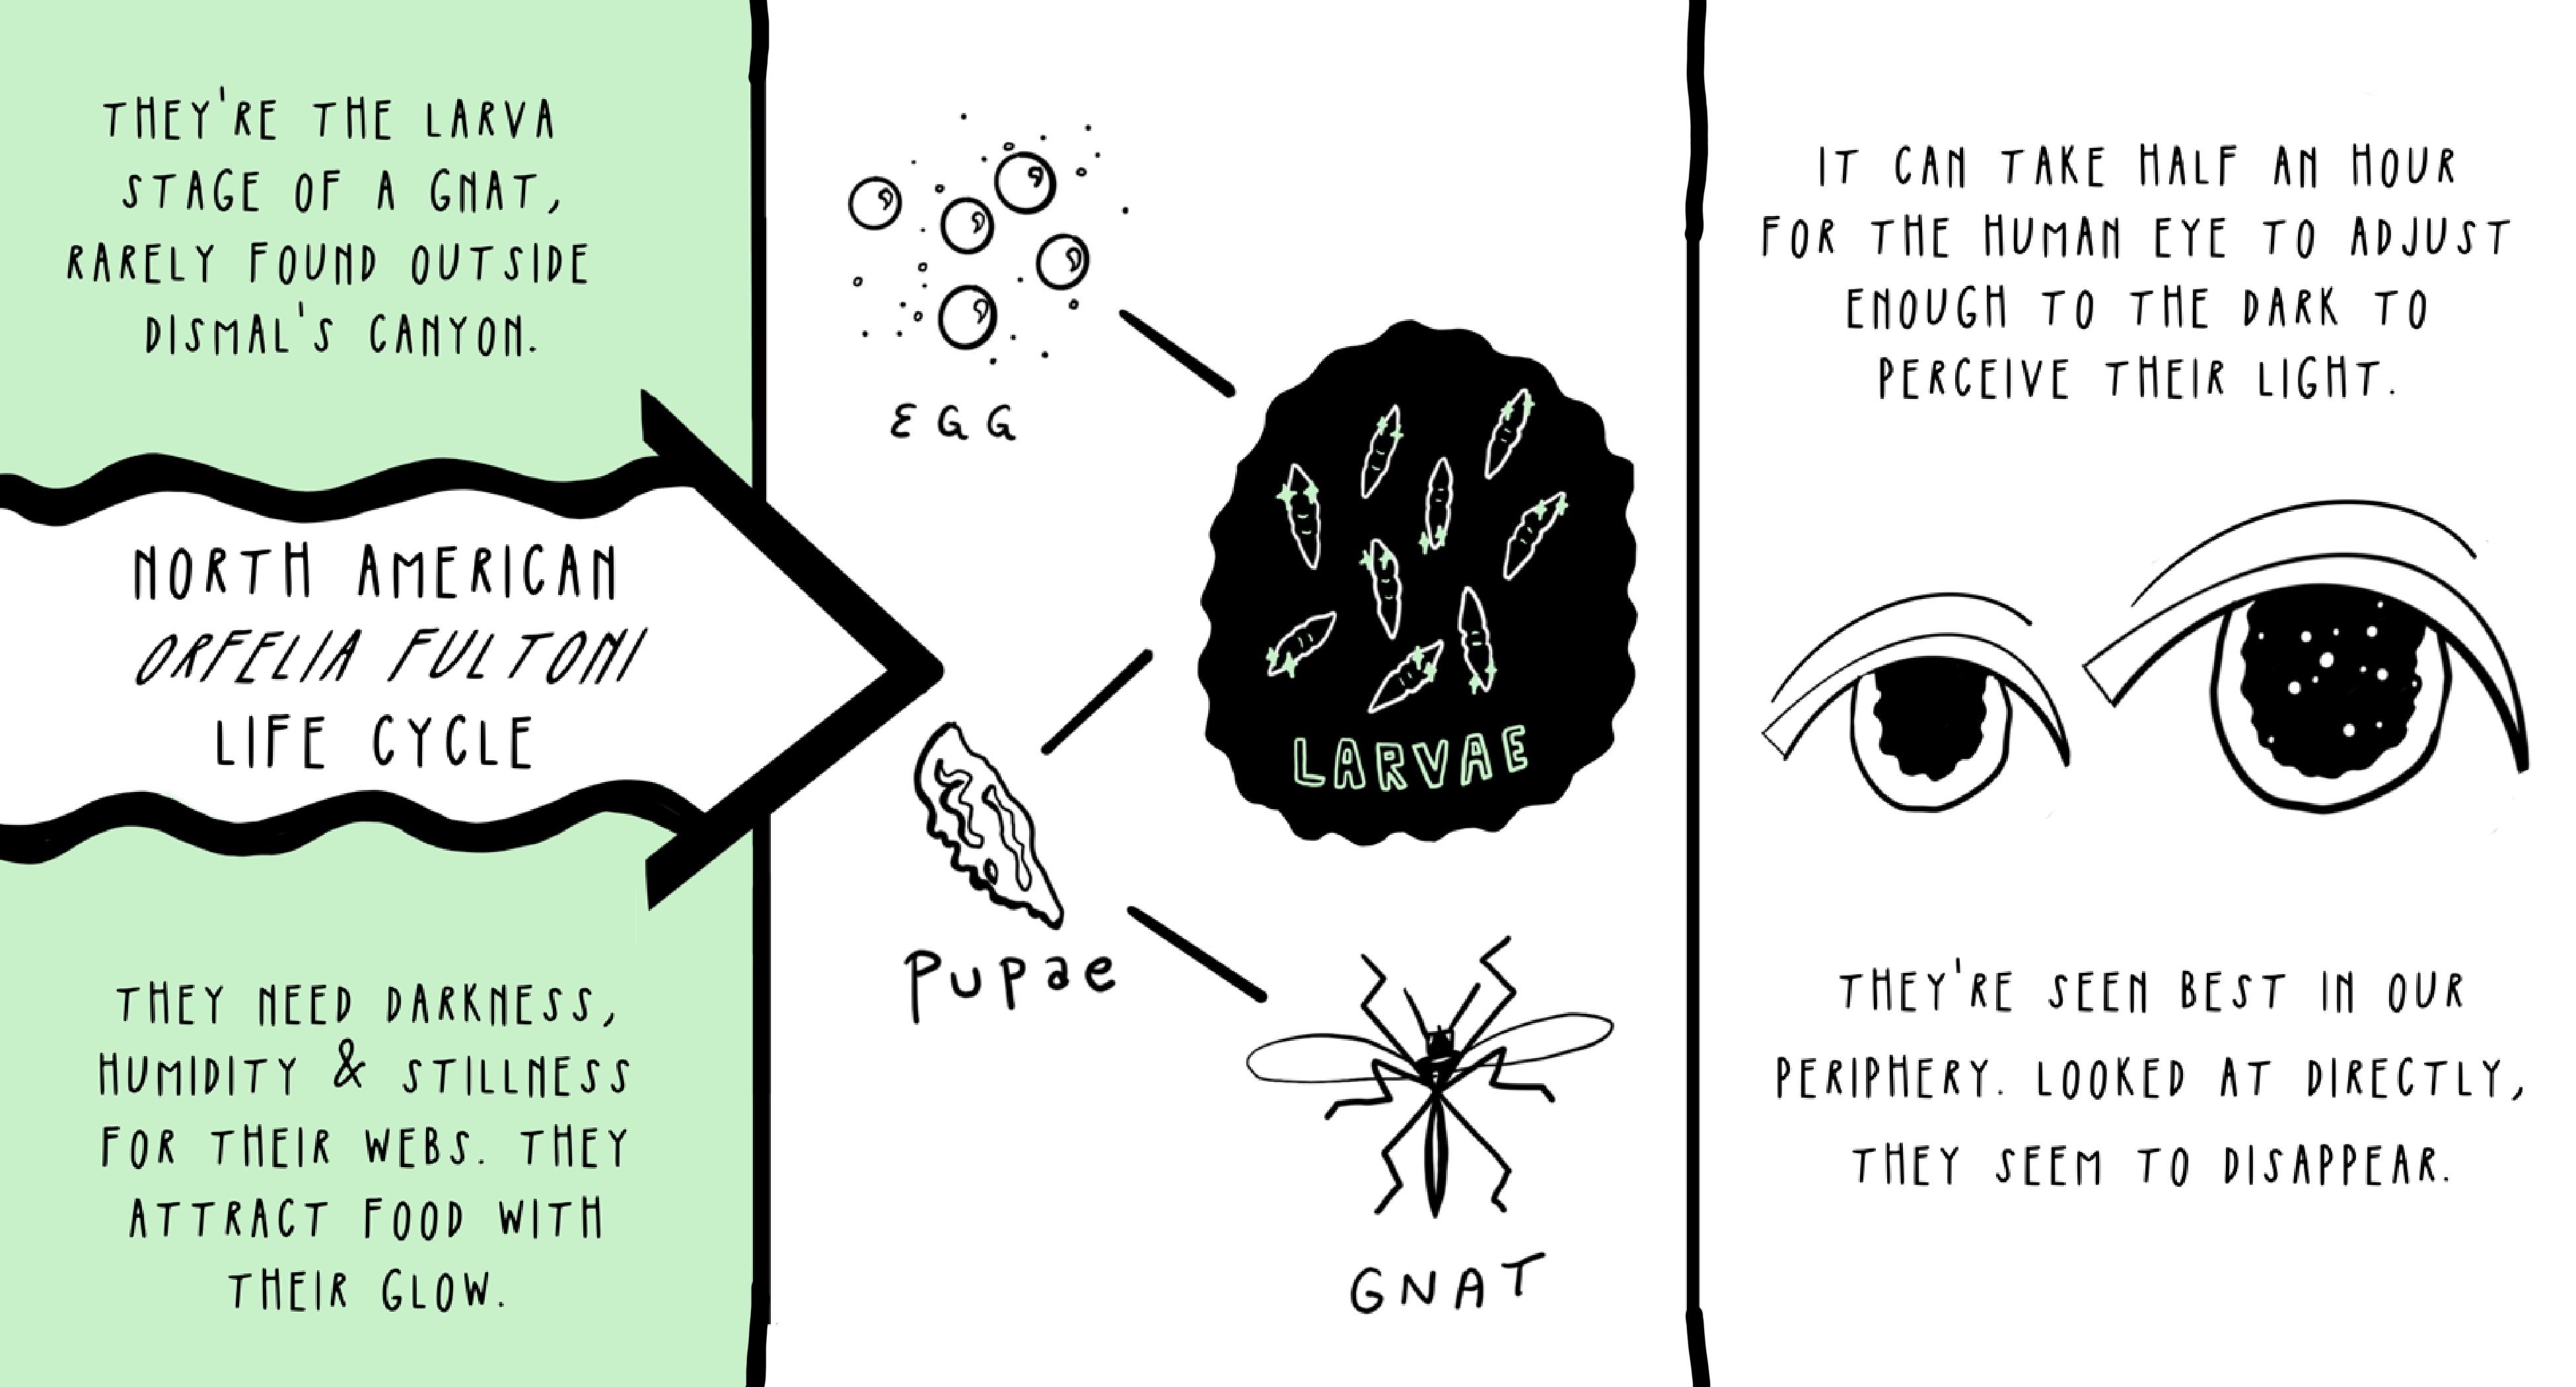 THEY'RE THE LARVA
STAGE OF A GNAT,
RARELY FOUND OUTSIDE
DISMAL'S CANYON.
NORTH AMERICAN
ORFELIA FULTONI
LIFE CYCLE
THEY NEED DARKNESS,
HUMIDITY & STILLNESS
FOR THEIR WEBS. THEY
ATTRACT FOOD WITH
THEIR GLOW.
EGG
LARVAE
Pupae
GNAT
IT CAN TAKE HALF AN HOUR
FOR THE HUMAN EYE TO ADJUST
ENOUGH TO THE DARK TO
PERCEIVE THEIR LIGHT.
THEY'RE SEEN BEST IN OUR
PERIPHERY. LOOKED AT DIRECTLY,
THEY SEEM TO DISAPPEAR.